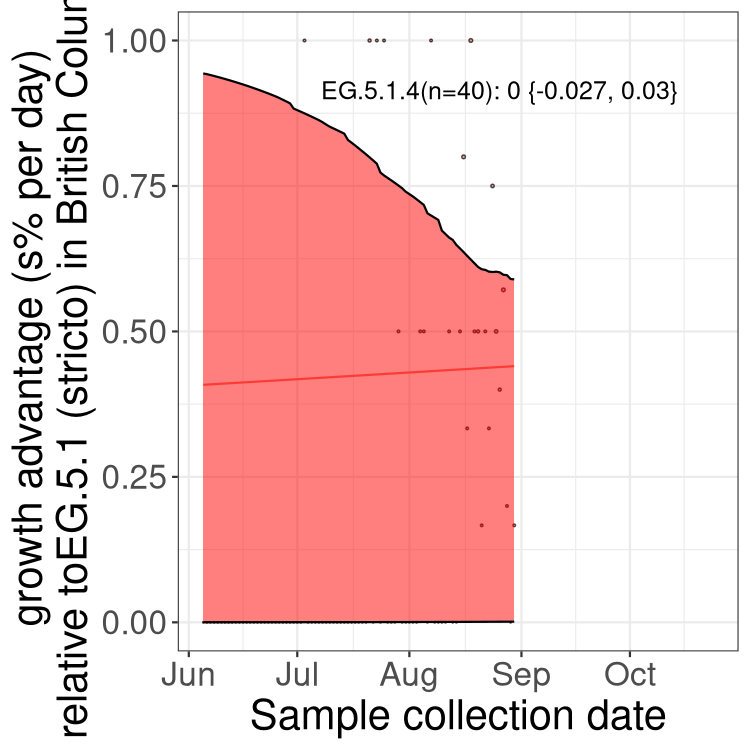 growth advantage (s% per day)
relative toEG.5.1 (stricto) in British Colum
1.00
0.75
0.50
0.25
0.00
EG.5.1.4(n=40): 0 {-0.027, 0.03}
Jun Jul Aug Sep Oct
Sample collection date